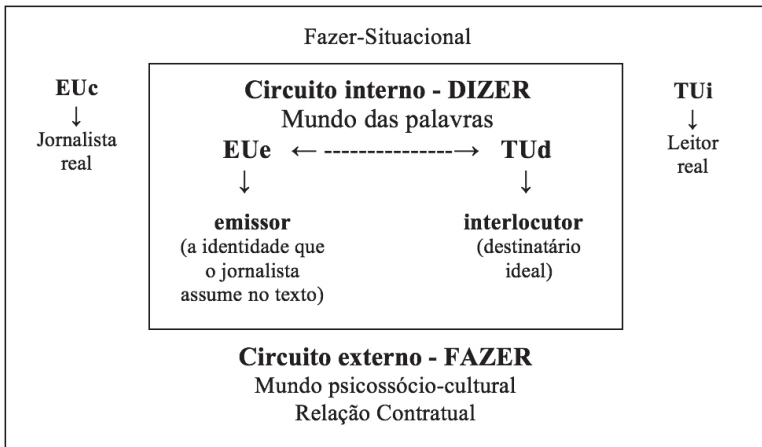 Fazer-Situacional
EUc
↓
Jornalista
real
Circuito interno - DIZER
Mundo das palavras
EUe ← --------------- → TUd
↓ ↓
emissor interlocutor
(a identidade que (destinatário
o jornalista ideal)
assume no texto)
TUi
↓
Leitor
real
Circuito externo - FAZER
Mundo psicossócio-cultural
Relação Contratual